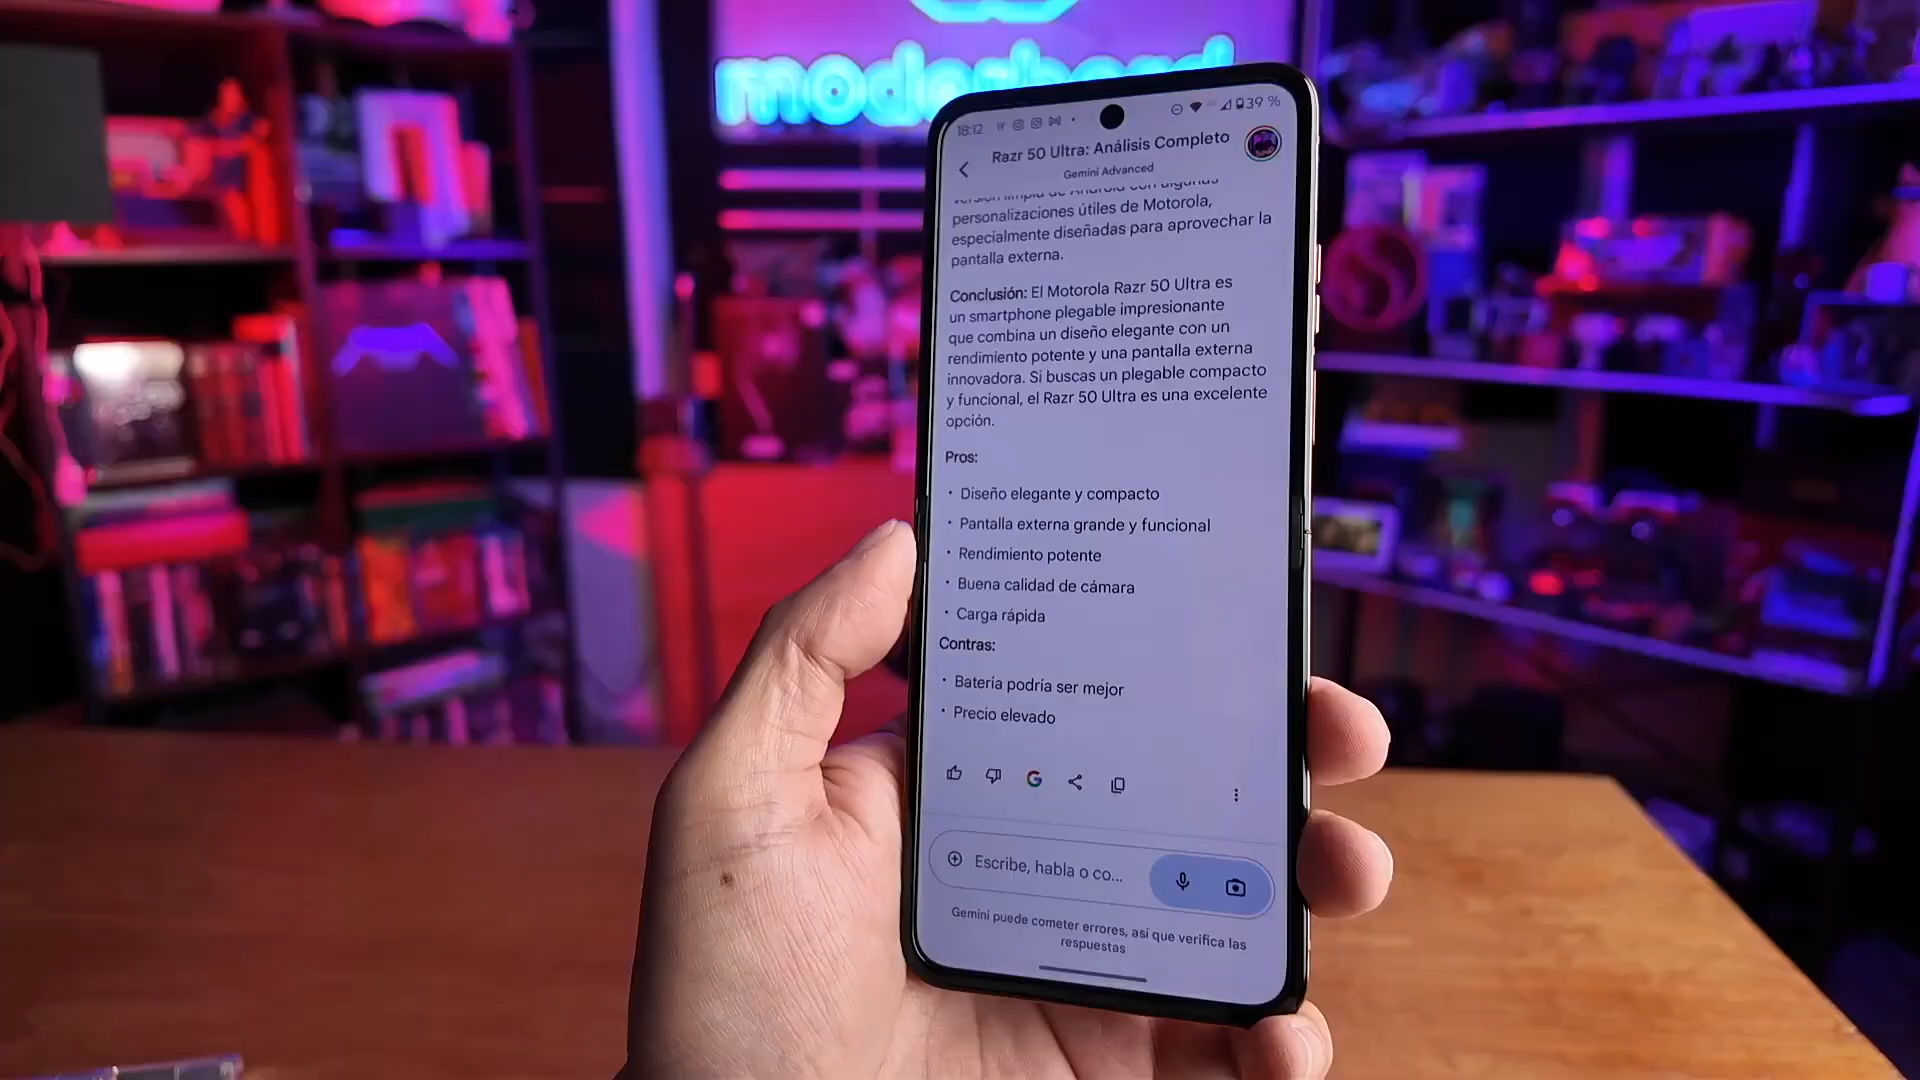 18:12
39 %
Razr 50 Ultra: Análisis Completo
Gemini Advanced
personalizaciones útiles de Motorola,
especialmente diseñadas para aprovechar la
pantalla externa.
Conclusión: El Motorola Razr 50 Ultra es
un smartphone plegable impresionante
que combina un diseño elegante con un
rendimiento potente y una pantalla externa
innovadora. Si buscas un plegable compacto
y funcional, el Razr 50 Ultra es una excelente
opción.
Pros:
• Diseño elegante y compacto
• Pantalla externa grande y funcional
• Rendimiento potente
• Buena calidad de cámara
• Carga rápida
Contras:
• Batería podría ser mejor
• Precio elevado
Escribe, habla o co...
Gemini puede cometer errores, así que verifica las
respuestas